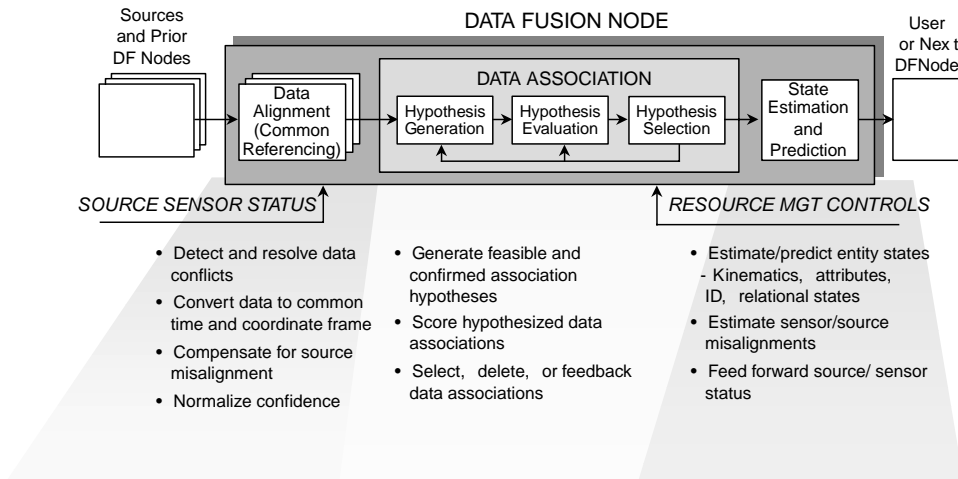 DATA FUSION NODE
Sources
and Prior
DF Nodes
User
or Nex t
DFNode
DATA ASSOCIATION
Data
Alignment
(Common
Referencing)
Hypothesis
Generation
Hypothesis
Evaluation
Hypothesis
Selection
State
Estimation
and
Prediction
SOURCE SENSOR STATUS
RESOURCE MGT CONTROLS
• Detect and resolve data
conflicts
• Convert data to common
time and coordinate frame
• Compensate for source
misalignment
• Normalize confidence
• Generate feasible and
confirmed association
hypotheses
• Score hypothesized data
associations
• Select, delete, or feedback
data associations
• Estimate/predict entity states
- Kinematics, attributes,
ID, relational states
• Estimate sensor/source
misalignments
• Feed forward source/ sensor
status